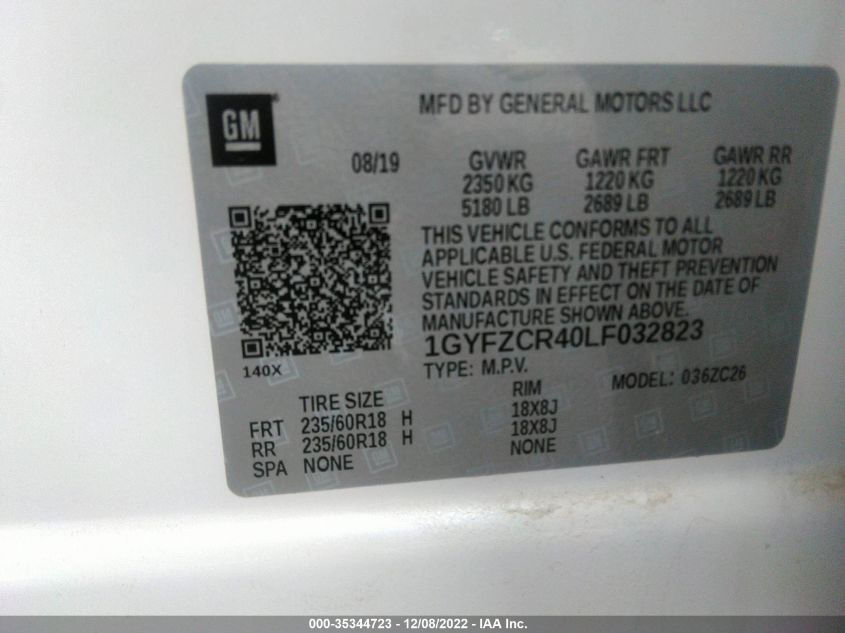 GM
MFD BY GENERAL MOTORS LLC
08/19
GVWR GAWR FRT GAWR RR
2350 KG 1220 KG 1220 KG
5180 LB 2689 LB 2689 LB
THIS VEHICLE CONFORMS TO ALL
APPLICABLE U.S. FEDERAL MOTOR
VEHICLE SAFETY AND THEFT PREVENTION
STANDARDS IN EFFECT ON THE DATE OF
MANUFACTURE SHOWN ABOVE.
1GYFZCR40LF032823
140X
TYPE: M.P.V.
MODEL: 036ZC26
TIRE SIZE RIM
FRT 235/60R18 H 18X8J
RR 235/60R18 H 18X8J
SPA NONE NONE
000-35344723 - 12/08/2022 - IAA Inc.